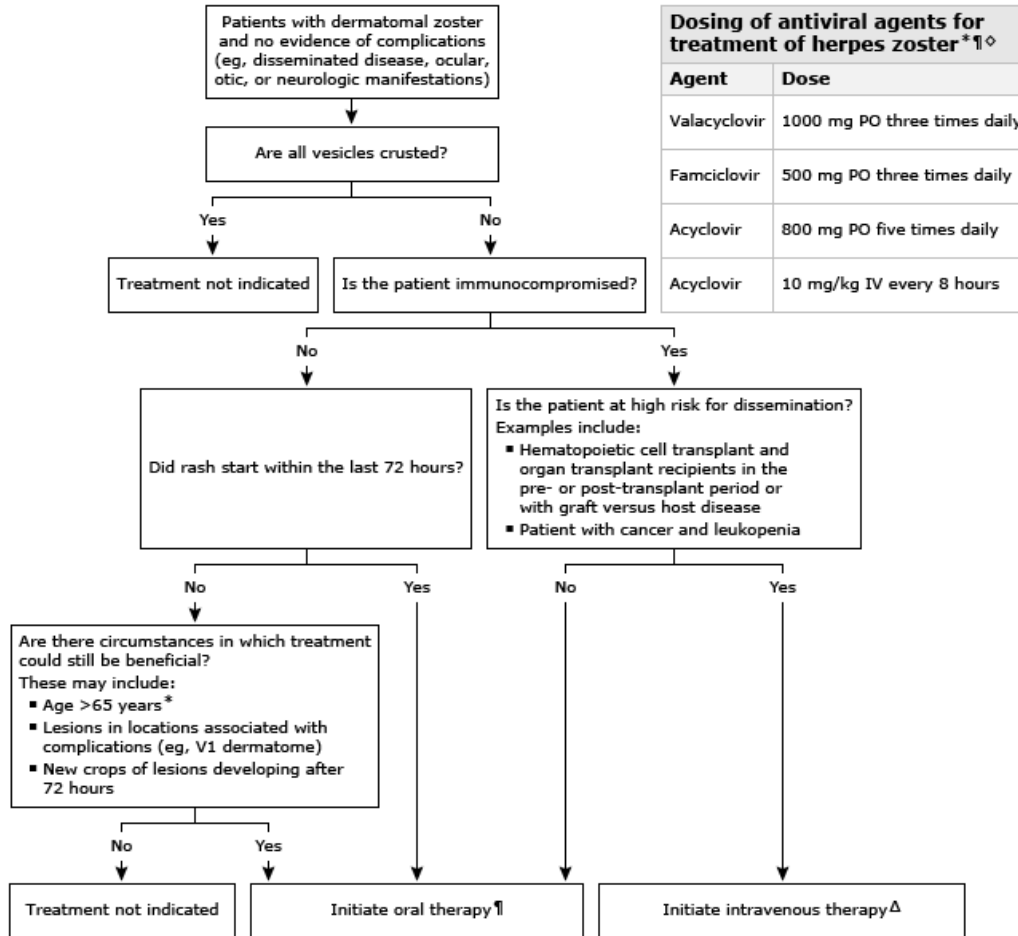 Patients with dermatomal zoster
and no evidence of complications
(eg, disseminated disease, ocular,
otic, or neurologic manifestations)
Dosing of antiviral agents for
treatment of herpes zoster*¶◊
Agent Dose
Valacyclovir 1000 mg PO three times daily
Famciclovir 500 mg PO three times daily
Acyclovir 800 mg PO five times daily
Acyclovir 10 mg/kg IV every 8 hours
Are all vesicles crusted?
Yes No
Treatment not indicated
Is the patient immunocompromised?
No Yes
Did rash start within the last 72 hours?
Is the patient at high risk for dissemination?
Examples include:
▪ Hematopoietic cell transplant and
organ transplant recipients in the
pre- or post-transplant period or
with graft versus host disease
▪ Patient with cancer and leukopenia
No Yes No Yes
Are there circumstances in which treatment
could still be beneficial?
These may include:
▪ Age >65 years*
▪ Lesions in locations associated with
complications (eg, V1 dermatome)
▪ New crops of lesions developing after
72 hours
No Yes
Treatment not indicated
Initiate oral therapy¶
Initiate intravenous therapyΔ